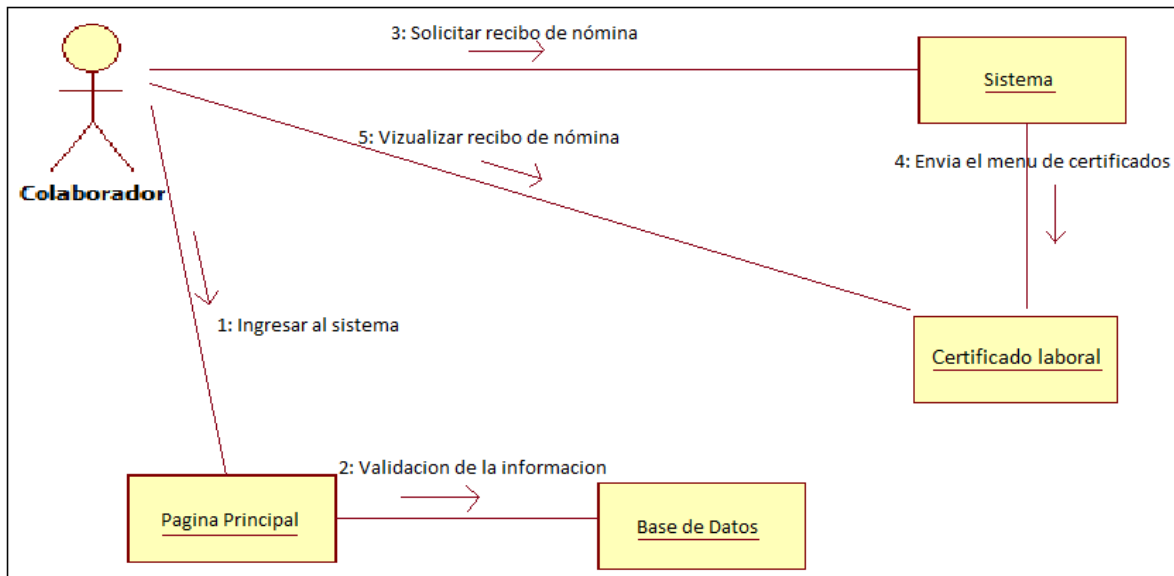 3: Solicitar recibo de nómina
Sistema
5: Vizualizar recibo de nómina
4: Envia el menu de certificados
Colaborador
1: Ingresar al sistema
Certificado laboral
2: Validacion de la informacion
Pagina Principal
Base de Datos